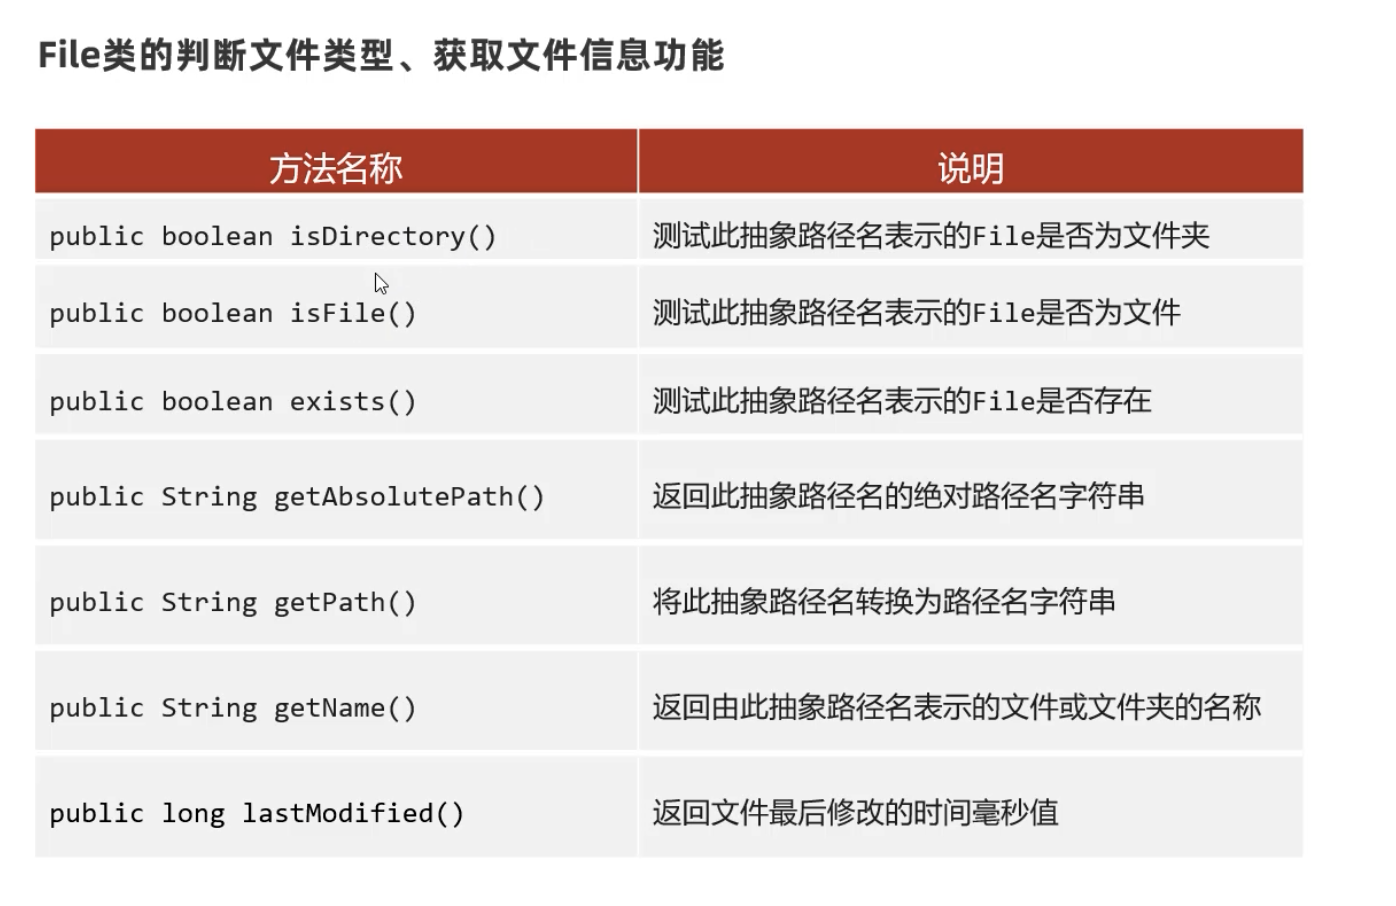 File类的判断文件类型、获取文件信息功能
方法名称 说明
public boolean isDirectory() 测试此抽象路径名表示的File是否为文件夹
public boolean isFile() 测试此抽象路径名表示的File是否为文件
public boolean exists() 测试此抽象路径名表示的File是否存在
public String getAbsolutePath() 返回此抽象路径名的绝对路径名字符串
public String getPath() 将此抽象路径名转换为路径名字符串
public String getName() 返回由此抽象路径名表示的文件或文件夹的名称
public long lastModified() 返回文件最后修改的时间毫秒值